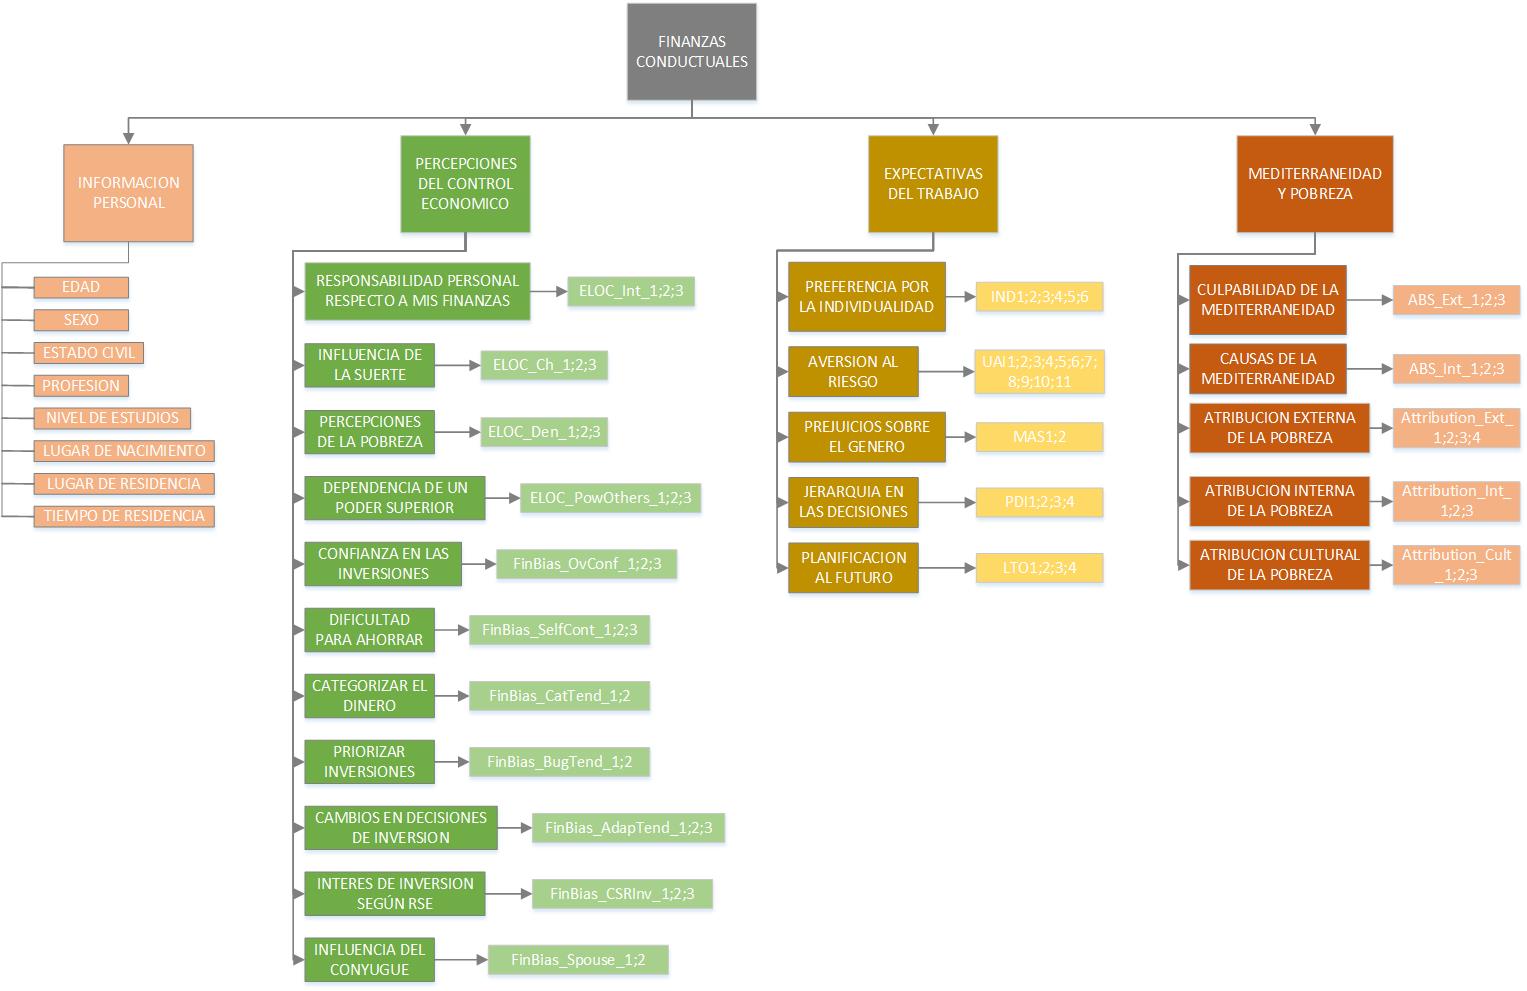 FINANZAS
CONDUCTUALES
INFORMACION
PERSONAL
EDAD
SEXO
ESTADO CIVIL
PROFESION
NIVEL DE ESTUDIOS
LUGAR DE NACIMIENTO
LUGAR DE RESIDENCIA
TIEMPO DE RESIDENCIA
PERCEPCIONES
DEL CONTROL
ECONOMICO
RESPONSABILIDAD PERSONAL
RESPECTO A MIS FINANZAS
ELOC_Int_1;2;3
INFLUENCIA DE
LA SUERTE
ELOC_Ch_1;2;3
PERCEPCIONES
DE LA POBREZA
ELOC_Den_1;2;3
DEPENDENCIA DE UN
PODER SUPERIOR
ELOC_PowOthers_1;2;3
CONFIANZA EN LAS
INVERSIONES
FinBias_OvConf_1;2;3
DIFICULTAD
PARA AHORRAR
FinBias_SelfCont_1;2;3
CATEGORIZAR EL
DINERO
FinBias_CatTend_1;2
PRIORIZAR
INVERSIONES
FinBias_BugTend_1;2
CAMBIOS EN DECISIONES
DE INVERSION
FinBias_AdapTend_1;2;3
INTERES DE INVERSION
SEGÚN RSE
FinBias_CSRInv_1;2;3
INFLUENCIA DEL
CONYUGUE
FinBias_Spouse_1;2
EXPECTATIVAS
DEL TRABAJO
PREFERENCIA POR
LA INDIVIDUALIDAD
IND1;2;3;4;5;6
AVERSION AL
RIESGO
UAI1;2;3;4;5;6;7;
8;9;10;11
PREJUICIOS SOBRE
EL GENERO
MAS1;2
JERARQUIA EN
LAS DECISIONES
PDI1;2;3;4
PLANIFICACION
AL FUTURO
LTO1;2;3;4
MEDITERRANEIDAD
Y POBREZA
CULPABILIDAD DE LA
MEDITERRANEIDAD
ABS_Ext_1;2;3
CAUSAS DE LA
MEDITERRANEIDAD
ABS_Int_1;2;3
ATRIBUCION EXTERNA
DE LA POBREZA
Attribution_Ext_
1;2;3;4
ATRIBUCION INTERNA
DE LA POBREZA
Attribution_Int_
1;2;3
ATRIBUCION CULTURAL
DE LA POBREZA
Attribution_Cult
_1;2;3